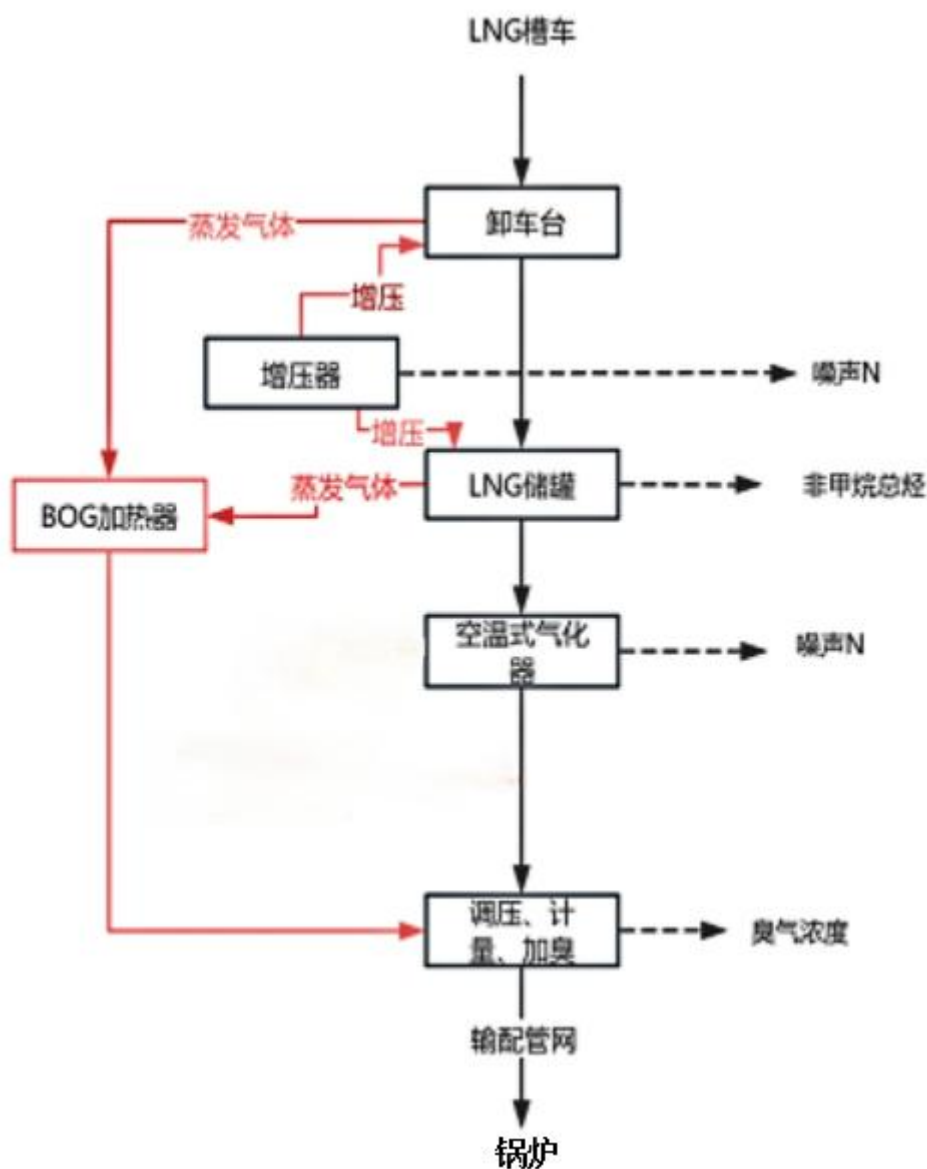 LNG槽车
卸车台
蒸发气体
增压
增压器
噪声N
增压
蒸发气体
LNG储罐
非甲烷总烃
BOG加热器
空温式气化
器
噪声N
调压、计
量、加臭
臭气浓度
输配管网
锅炉